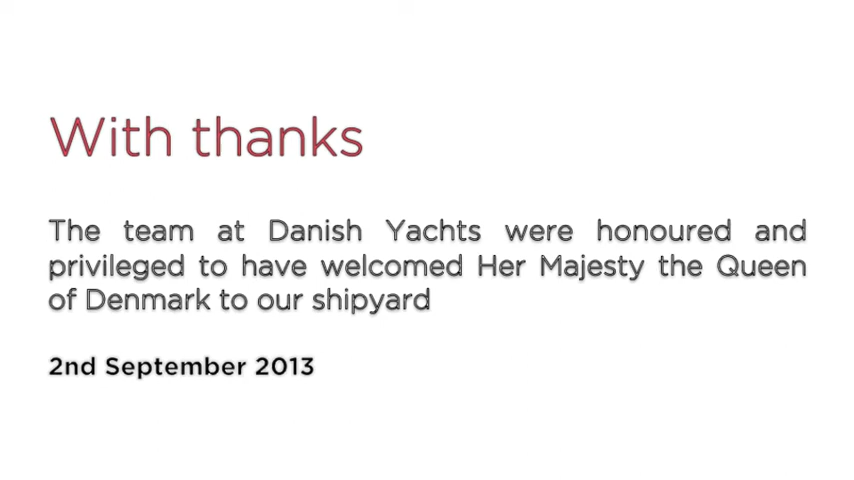 With thanks
The team at Danish Yachts were honoured and
privileged to have welcomed Her Majesty the Queen
of Denmark to our shipyard
2nd September 2013